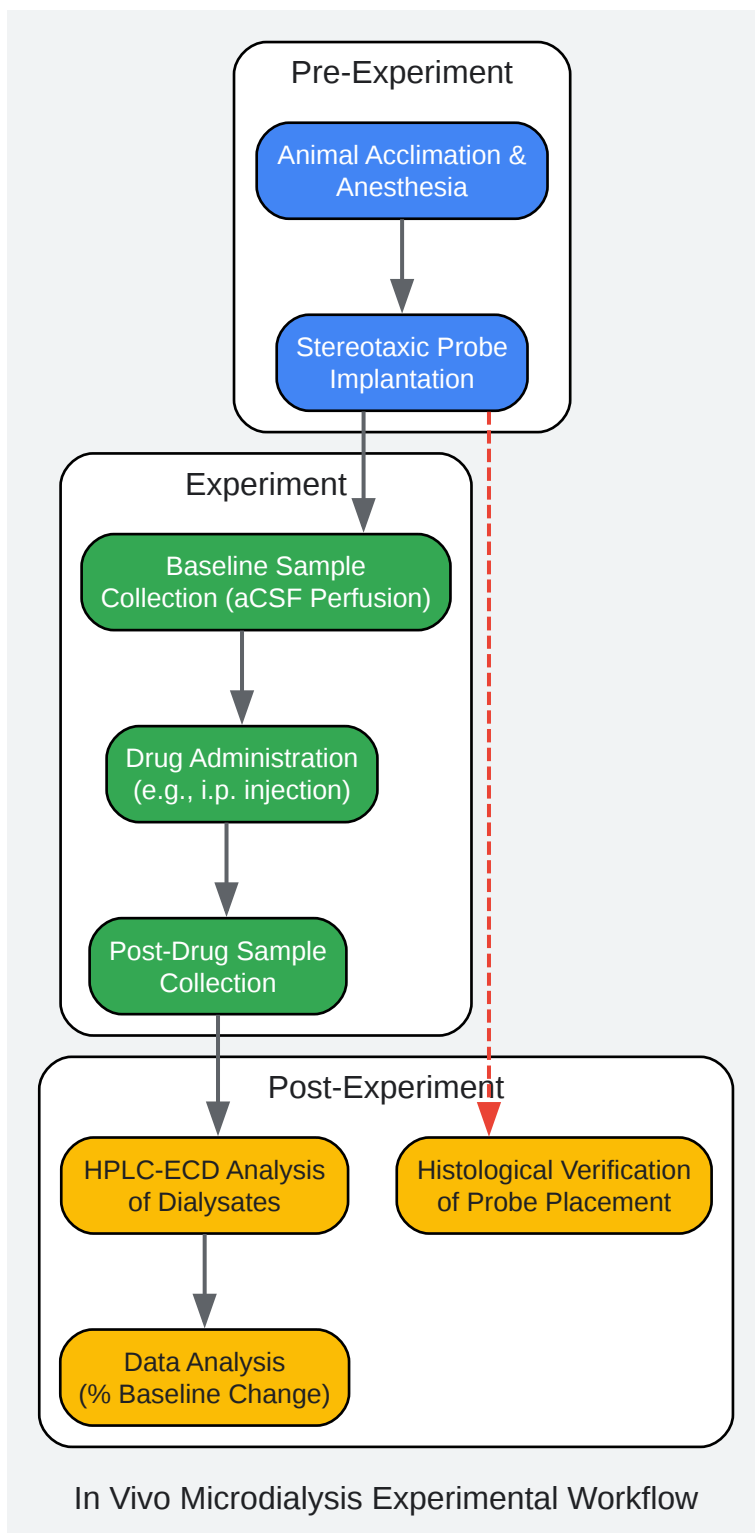 Pre-Experiment
Animal Acclimation &
Anesthesia
Stereotaxic Probe
Implantation
Experiment
Baseline Sample
Collection (aCSF Perfusion)
Drug Administration
(e.g., i.p. injection)
Post-Drug Sample
Collection
Post-Experiment
HPLC-ECD Analysis
of Dialysates
Histological Verification
of Probe Placement
Data Analysis
(% Baseline Change)
In Vivo Microdialysis Experimental Workflow